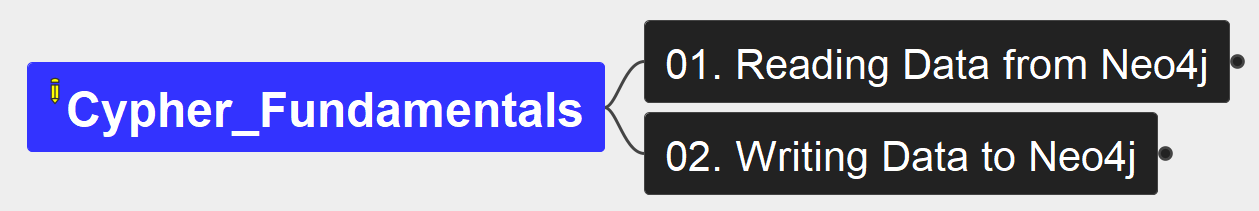 Cypher_Fundamentals
01. Reading Data from Neo4j
02. Writing Data to Neo4j